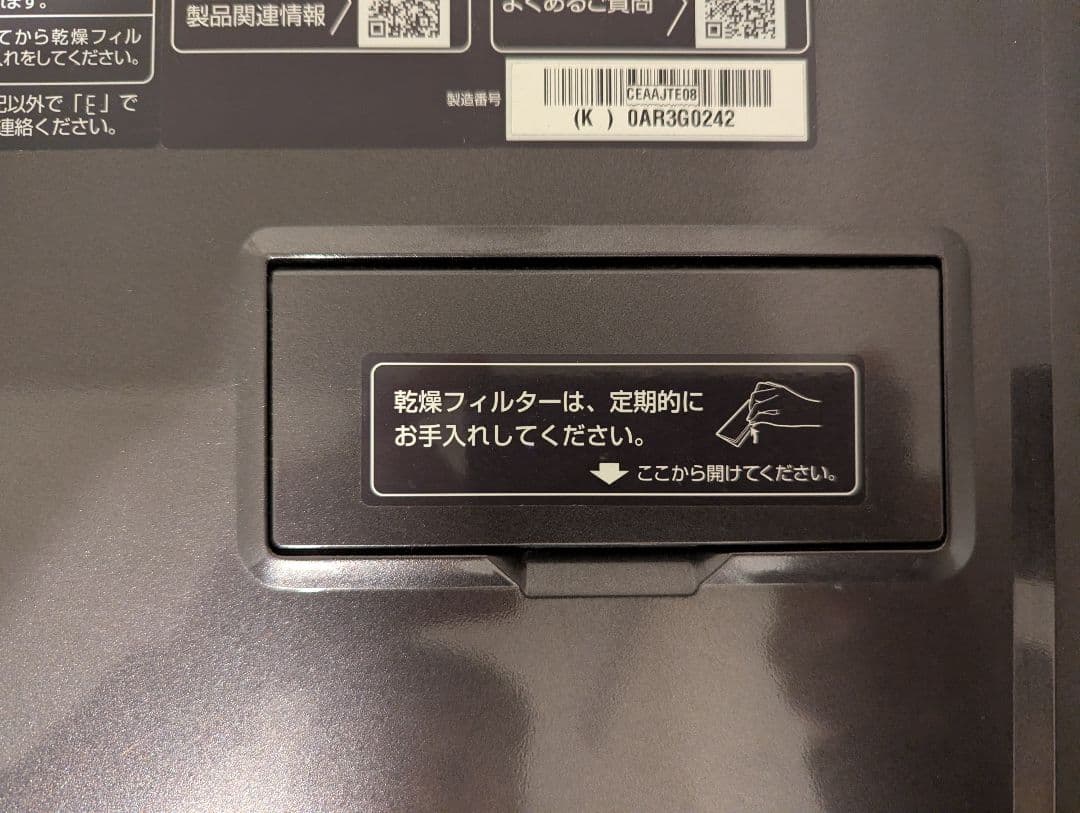 ます。
てから乾燥フィル
入れをしてください。
以外で「E」で
連絡ください。
製品関連情報
よくあるご質問
製造番号
CEAAJTE08
(K ) 0AR3G0242
乾燥フィルターは、定期的に
お手入れしてください。
ここから開けてください。